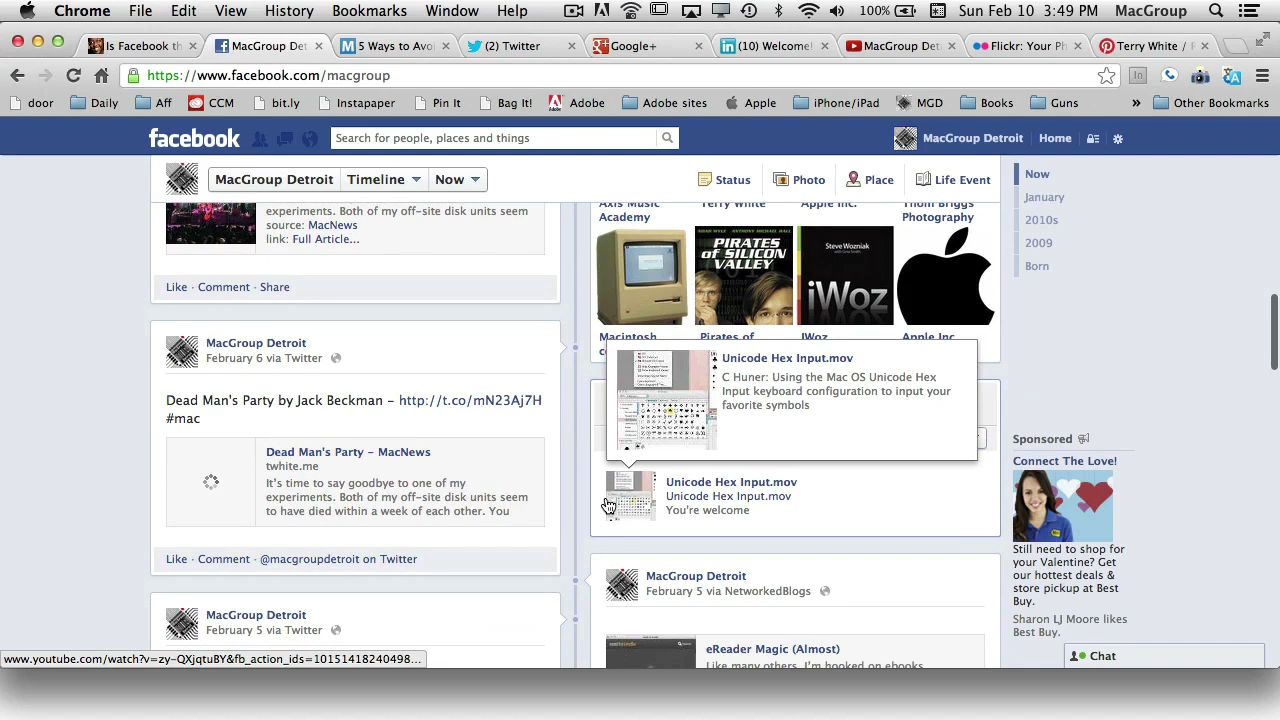 Chrome File Edit View History Bookmarks Window Help 100% Sun Feb 10 3:49 PM MacGroup
Is Facebook th
MacGroup Det
5 Ways to Avo
(2) Twitter
Google+
(10) Welcome!
MacGroup Det
Flickr: Your Ph
Terry White / P
https://www.facebook.com/macgroup
door Daily Aff CCM bit.ly Instapaper Pin It Bag It! Adobe Adobe sites Apple iPhone/iPad MGD Books Guns » Other Bookmarks
facebook
Search for people, places and things
MacGroup Detroit Home
MacGroup Detroit Timeline Now
Status Photo Place Life Event
Now
January
2010s
2009
Born
experiments. Both of my off-site disk units seem
source: MacNews
link: Full Article...
Like · Comment · Share
MacGroup Detroit
February 6 via Twitter
Dead Man's Party by Jack Beckman – http://t.co/mN23Aj7H
#mac
Dead Man's Party – MacNews
twhite.me
It's time to say goodbye to one of my
experiments. Both of my off-site disk units seem
to have died within a week of each other. You
Like · Comment · @macgroupdetroit on Twitter
MacGroup Detroit
February 5 via Twitter
Axis Music
Academy
Terry White
Apple Inc.
Thom Briggs
Photography
NOAH WYLE ANTHONY MICHAEL HALL
PIRATES
of SILICON
VALLEY
STEVE WOZNIAK
iWoz
Macintosh
Pirates of
IWoz
Apple Inc
Unicode Hex Input.mov
C Huner: Using the Mac OS Unicode Hex
Input keyboard configuration to input your
favorite symbols
Unicode Hex Input.mov
Unicode Hex Input.mov
You're welcome
MacGroup Detroit
February 5 via NetworkedBlogs
eReader Magic (Almost)
Like many others, I'm hooked on ebooks
Sponsored
Connect The Love!
Still need to shop for
your Valentine? Get
our hottest deals &
store pickup at Best
Buy.
Sharon LJ Moore likes
Best Buy.
Chat
www.youtube.com/watch?v=zy-QXjqtuBY&fb_action_ids=10151418240498...